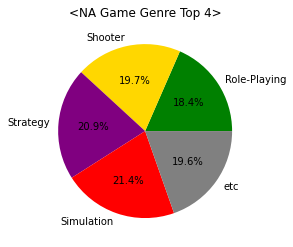 <NA Game Genre Top 4>
Shooter
19.7%
Role-Playing
18.4%
Strategy
20.9%
19.6%
21.4%
etc
Simulation